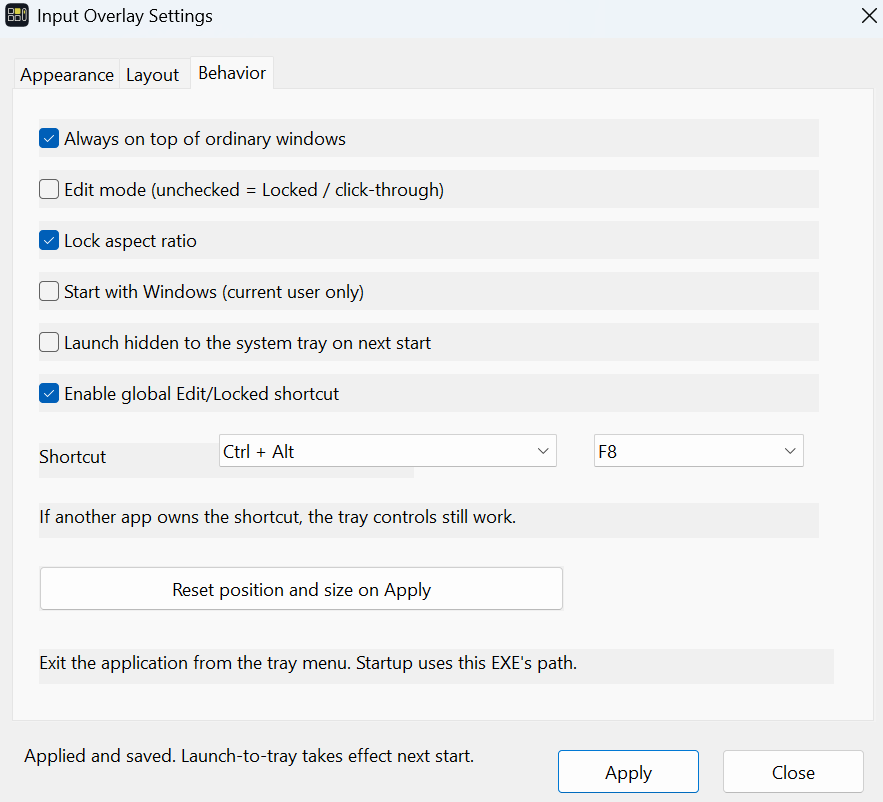 Input Overlay Settings
Appearance Layout Behavior
Always on top of ordinary windows
Edit mode (unchecked = Locked / click-through)
Lock aspect ratio
Start with Windows (current user only)
Launch hidden to the system tray on next start
Enable global Edit/Locked shortcut
Shortcut Ctrl + Alt F8
If another app owns the shortcut, the tray controls still work.
Reset position and size on Apply
Exit the application from the tray menu. Startup uses this EXE's path.
Applied and saved. Launch-to-tray takes effect next start.
Apply Close